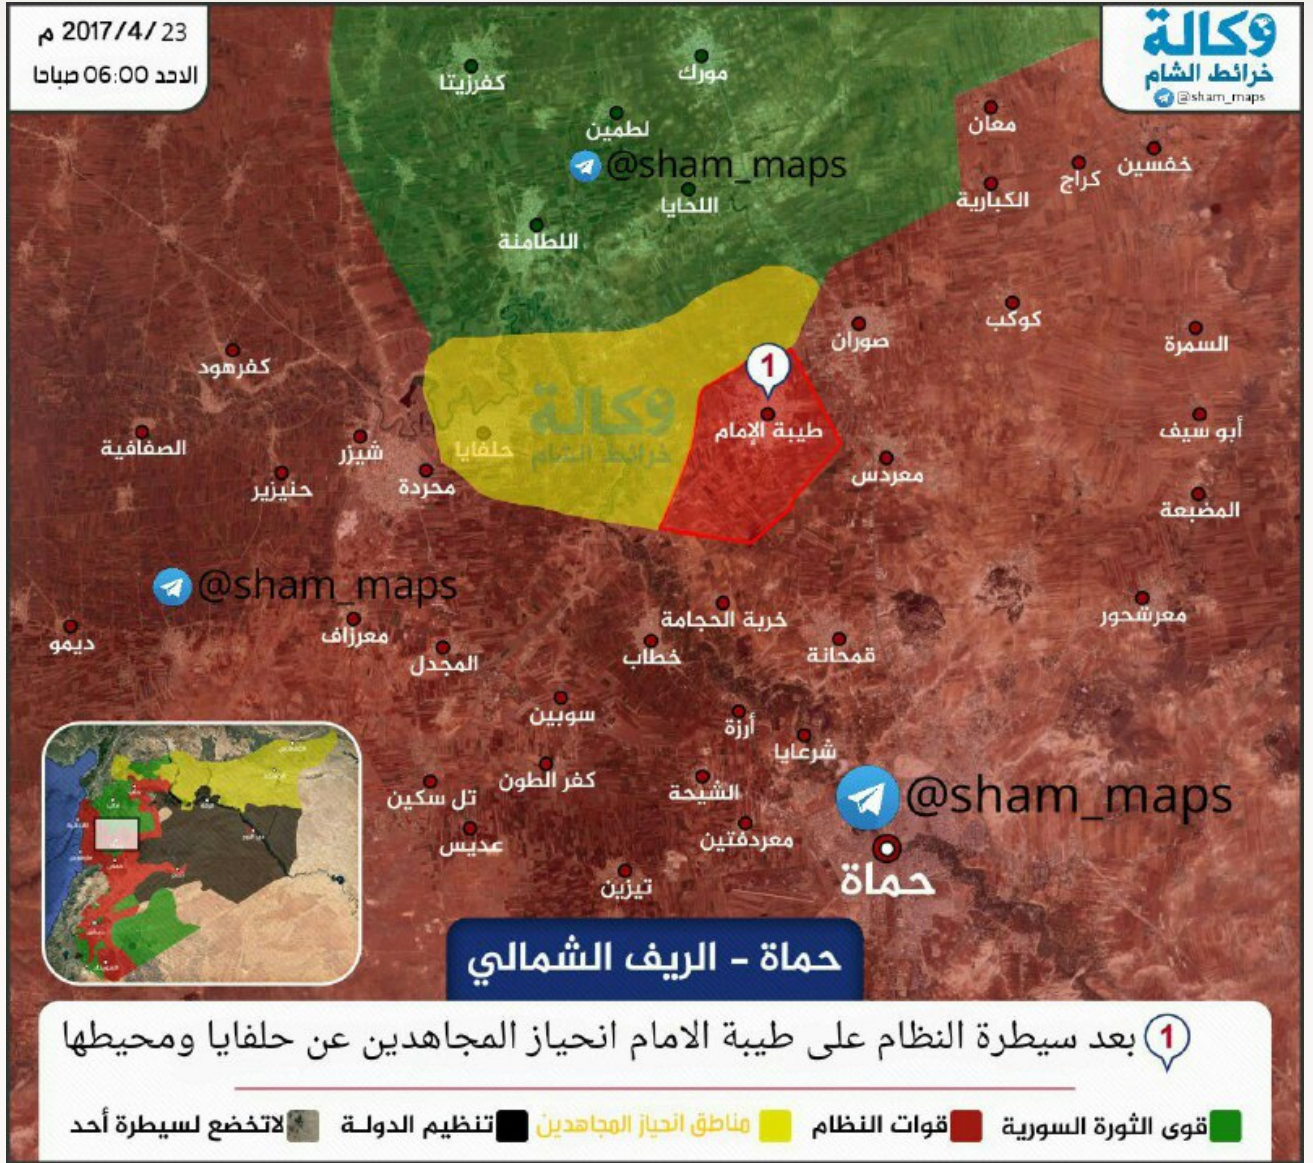 2017/4/23 م
الاحد 06:00 صباحا
وكالة
خرائط الشام
@sham_maps
كفرزيتا
مورك
لطمين
معان
خفسين
كراج
@sham_maps
الكبارية
اللحايا
اللطامنة
كوكب
صوران
السمرة
كفرهود
1
وكالة
خرائط الشام
أبو سيف
طيبة الإمام
حلفايا
شيزر
الصفافية
معردس
محردة
حنيزير
المضبعة
@sham_maps
معرشحور
خربة الحجامة
معرزاف
ديمو
قمحانة
خطاب
المجدل
سوبين
أرزة
شرعايا
كفر الطون
الشيحة
تل سكين
@sham_maps
معردفتين
عديس
حماة
تيزين
حماة - الريف الشمالي
1 بعد سيطرة النظام على طيبة الامام انحياز المجاهدين عن حلفايا ومحيطها
قوى الثورة السورية
قوات النظام
مناطق انحياز المجاهدين
تنظيم الدولة
لاتخضع لسيطرة أحد